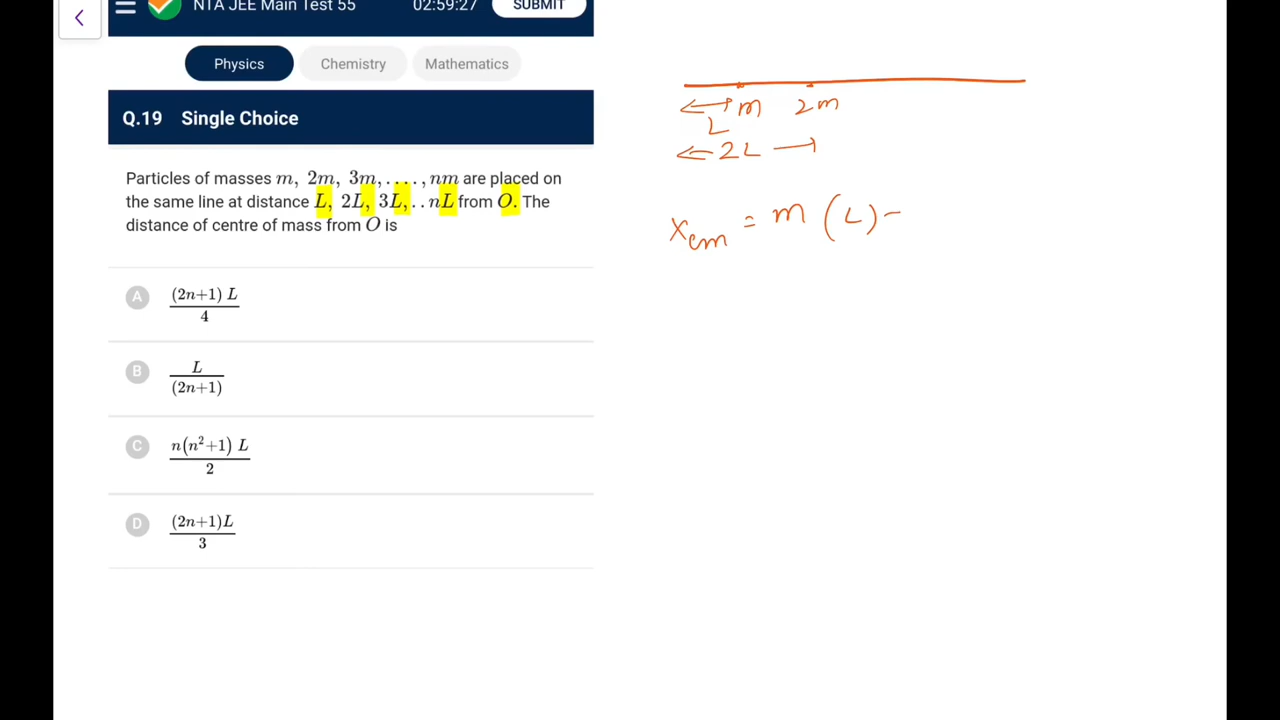 NTA JEE Main Test 55 02:59:27 SUBMIT
Physics Chemistry Mathematics
Q.19 Single Choice
Particles of masses m, 2m, 3m, . . . . , nm are placed on
the same line at distance L, 2L, 3L, . . nL from O. The
distance of centre of mass from O is
A (2n+1) L / 4
B L / (2n+1)
C n(n²+1) L / 2
D (2n+1)L / 3
m 2m
L
2L
x_cm = m (L) -